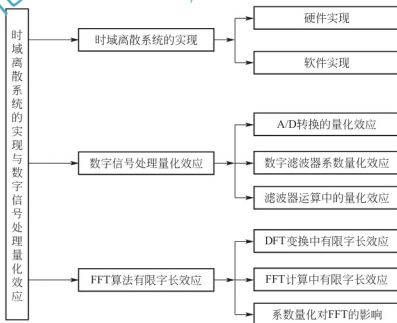 时域离散系统的实现与数字信号处理量化效应
时域离散系统的实现
硬件实现
软件实现
数字信号处理量化效应
A/D转换的量化效应
数字滤波器系数量化效应
滤波器运算中的量化效应
FFT算法有限字长效应
DFT变换中有限字长效应
FFT计算中有限字长效应
系数量化对FFT的影响